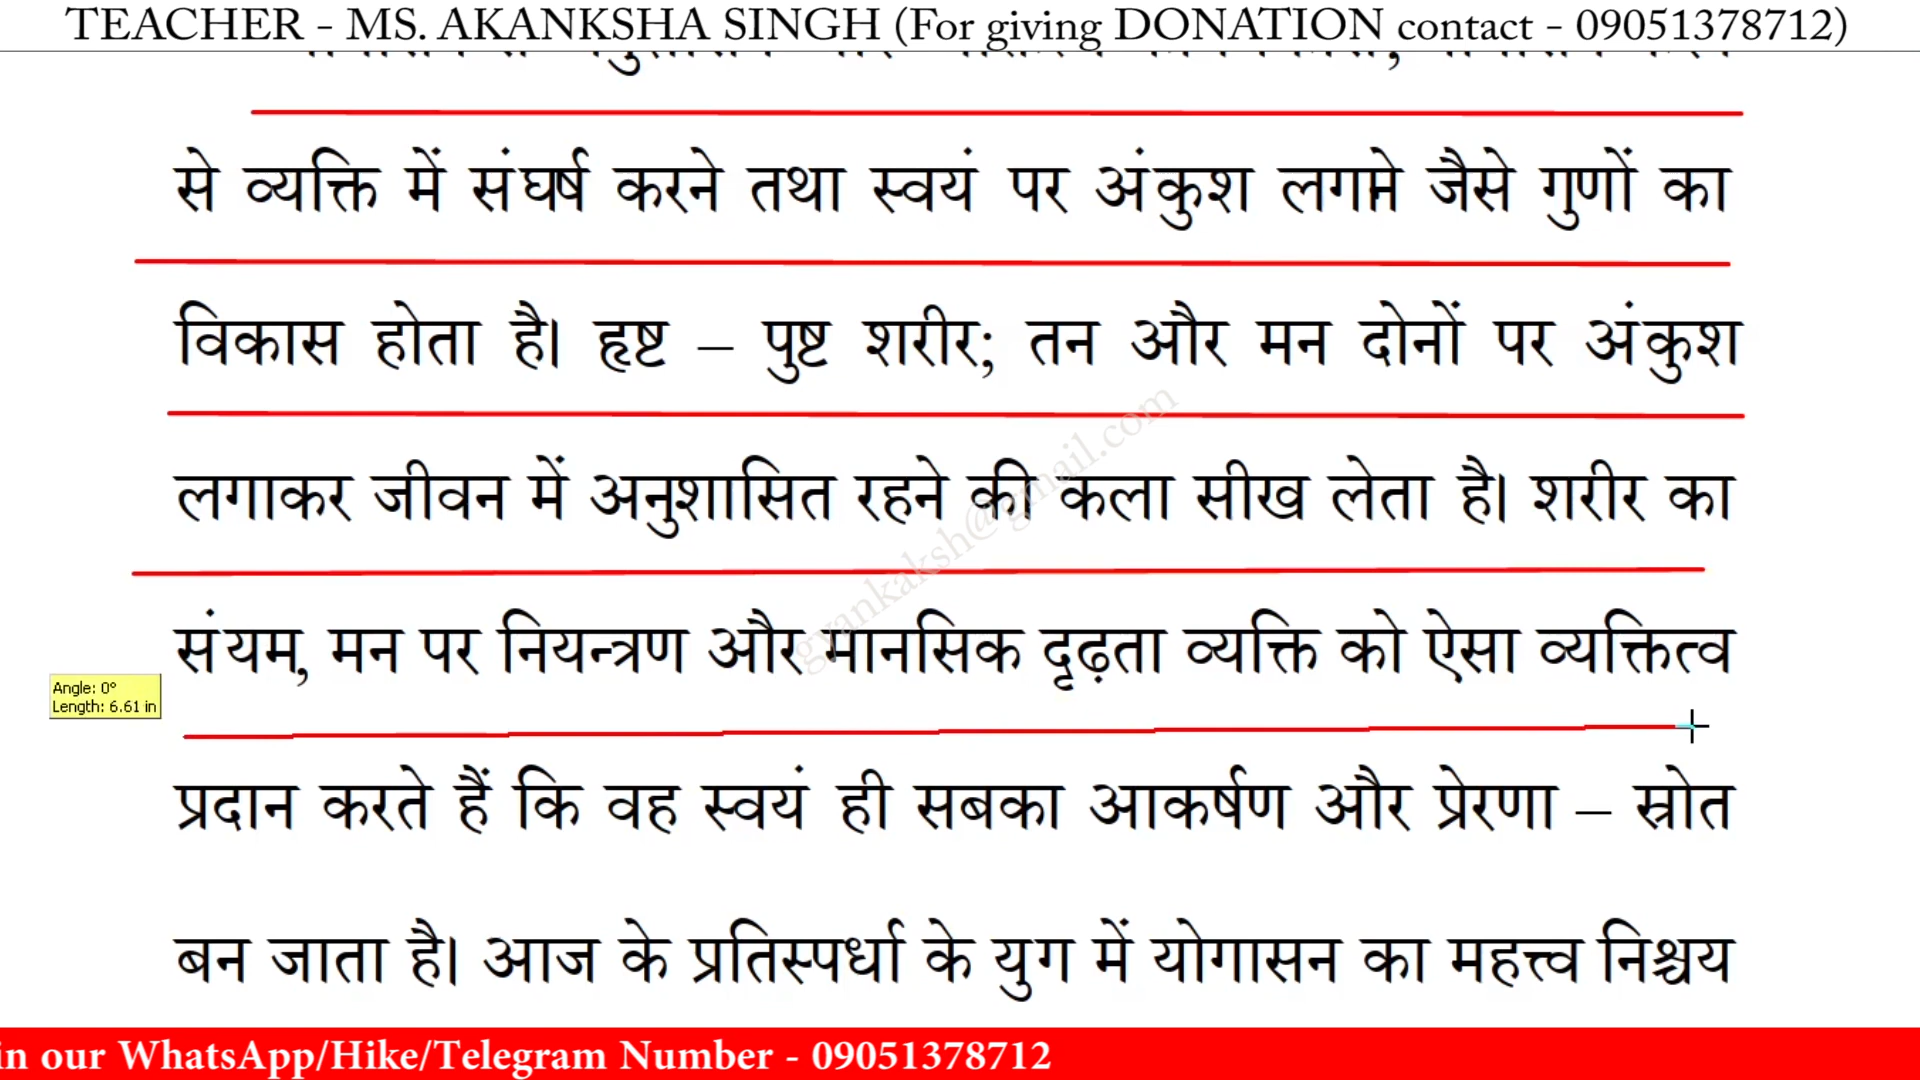 TEACHER - MS. AKANKSHA SINGH (For giving DONATION contact - 09051378712)
से व्यक्ति में संघर्ष करने तथा स्वयं पर अंकुश लगाने जैसे गुणों का
विकास होता है। हृष्ट – पुष्ट शरीर; तन और मन दोनों पर अंकुश
लगाकर जीवन में अनुशासित रहने की कला सीख लेता है। शरीर का
संयम, मन पर नियन्त्रण और मानसिक दृढ़ता व्यक्ति को ऐसा व्यक्तित्व
Angle: 0°
Length: 6.61 in
प्रदान करते हैं कि वह स्वयं ही सबका आकर्षण और प्रेरणा – स्रोत
बन जाता है। आज के प्रतिस्पर्धा के युग में योगासन का महत्त्व निश्चय
gyankaksh@gmail.com
in our WhatsApp/Hike/Telegram Number - 09051378712